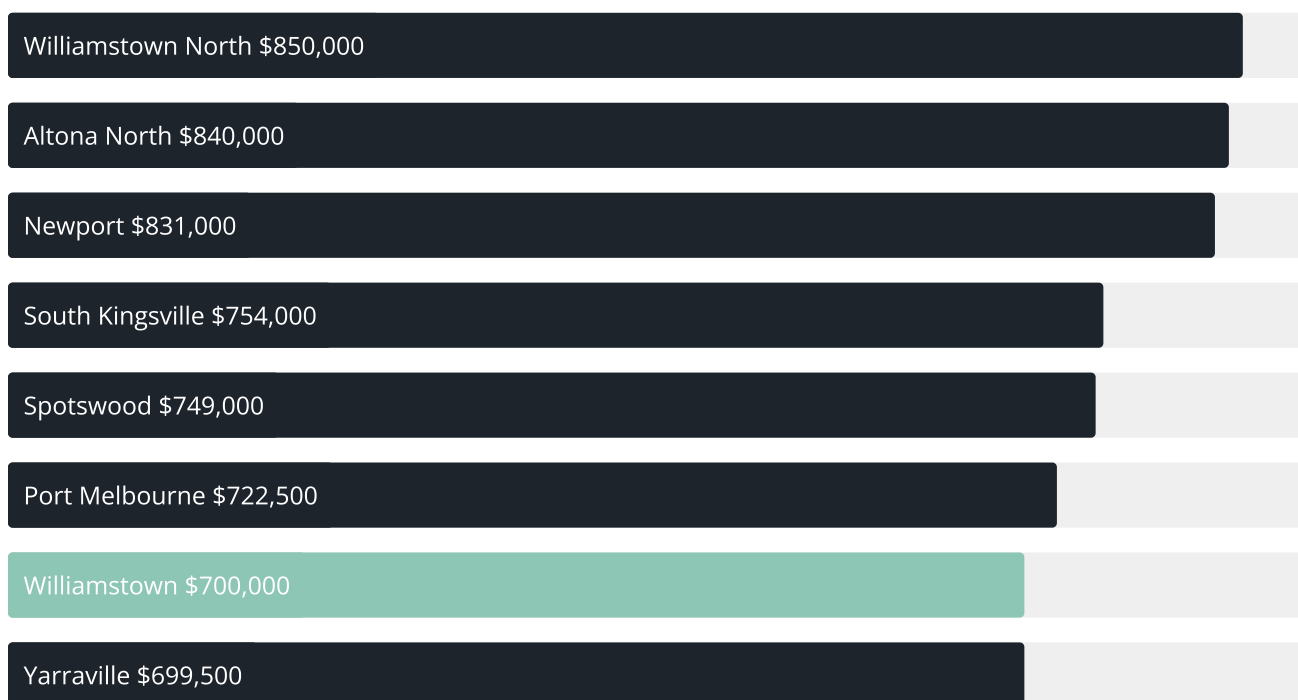 Williamstown North $850,000
Altona North $840,000
Newport $831,000
South Kingsville $754,000
Spotswood $749,000
Port Melbourne $722,500
Williamstown $700,000
Yarraville $699,500